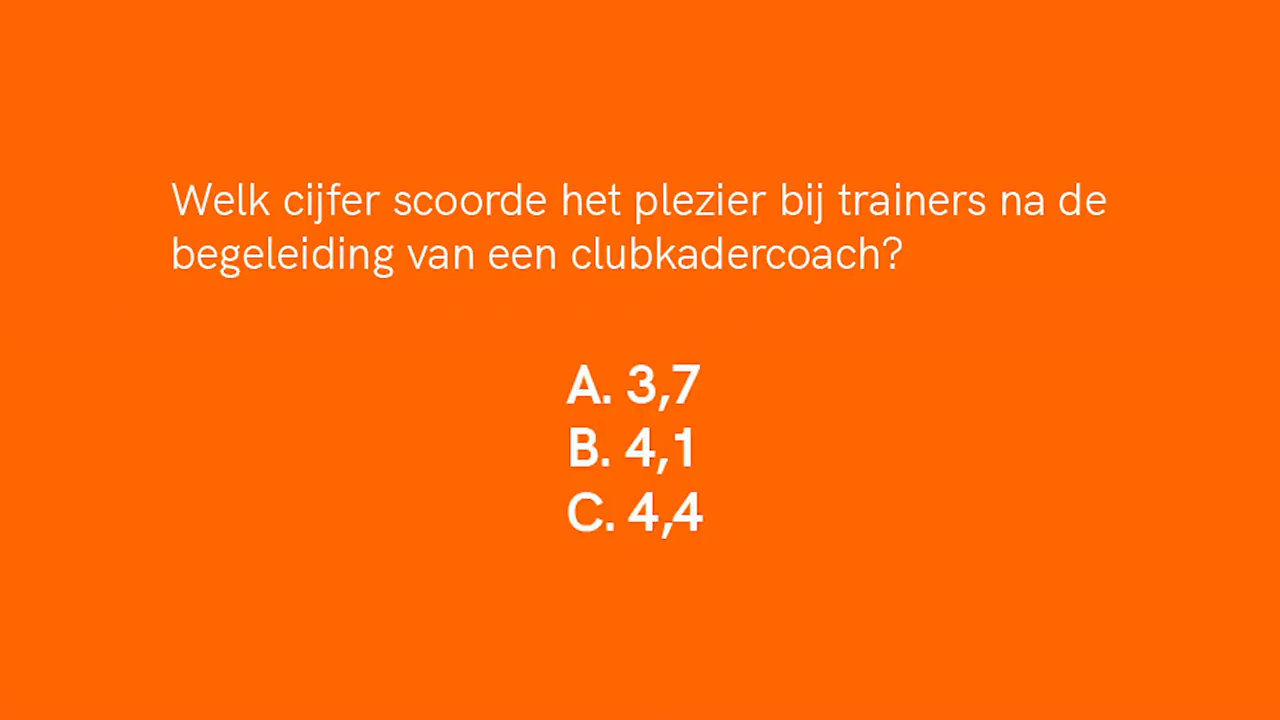 Welk cijfer scoorde het plezier bij trainers na de
begeleiding van een clubkadercoach?
A. 3,7
B. 4,1
C. 4,4